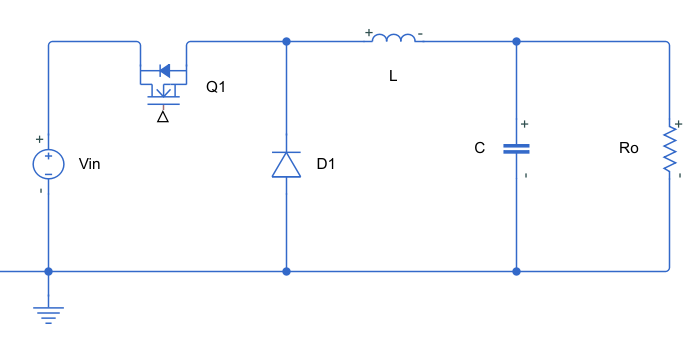 + -
Q1
L
+ Vin -
D1
C + -
Ro + -